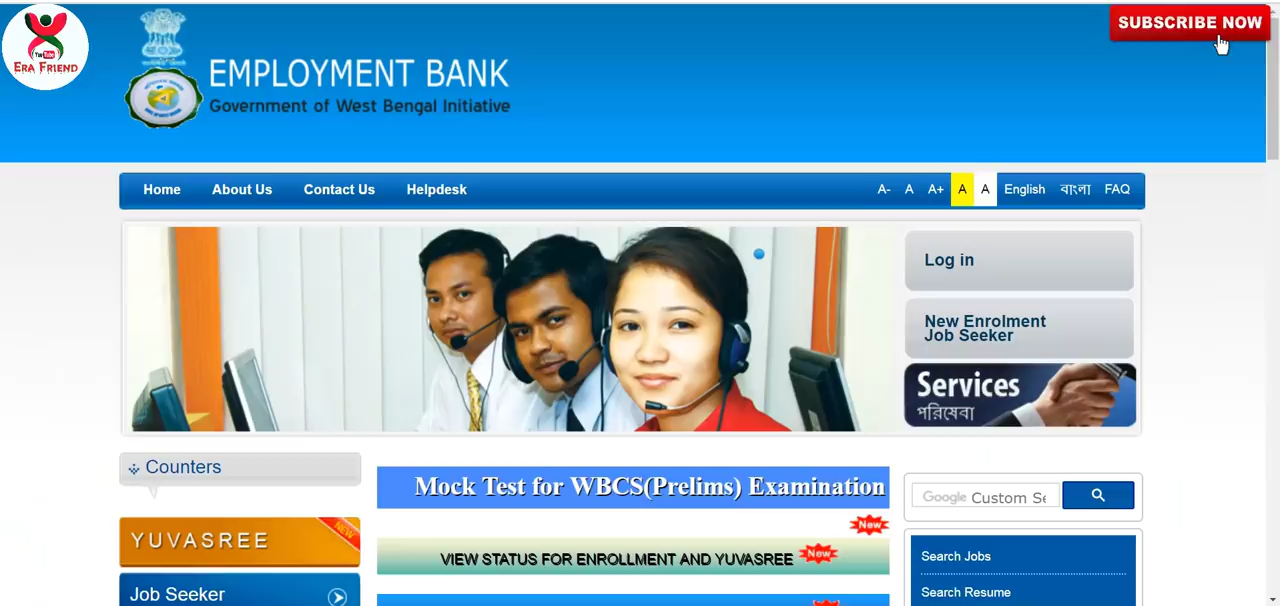 SUBSCRIBE NOW
You Tube
ERA FRIEND
EMPLOYMENT BANK
Government of West Bengal Initiative
Home About Us Contact Us Helpdesk A- A A+ A A English বাংলা FAQ
Log in
New Enrolment
Job Seeker
Services
পরিষেবা
Counters
Mock Test for WBCS(Prelims) Examination
Google Custom Se
New
YUVASREE NEW
VIEW STATUS FOR ENROLLMENT AND YUVASREE New
Search Jobs
Job Seeker
Search Resume